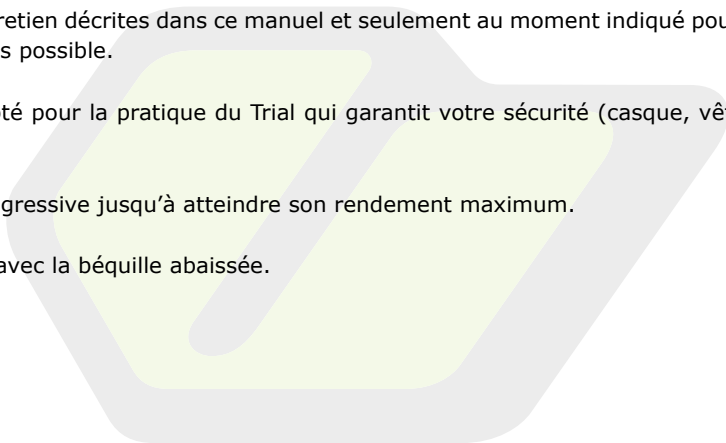 retien décrites dans ce manuel et seulement au moment indiqué pou
s possible.
té pour la pratique du Trial qui garantit votre sécurité (casque, vê
gressive jusqu’à atteindre son rendement maximum.
avec la béquille abaissée.